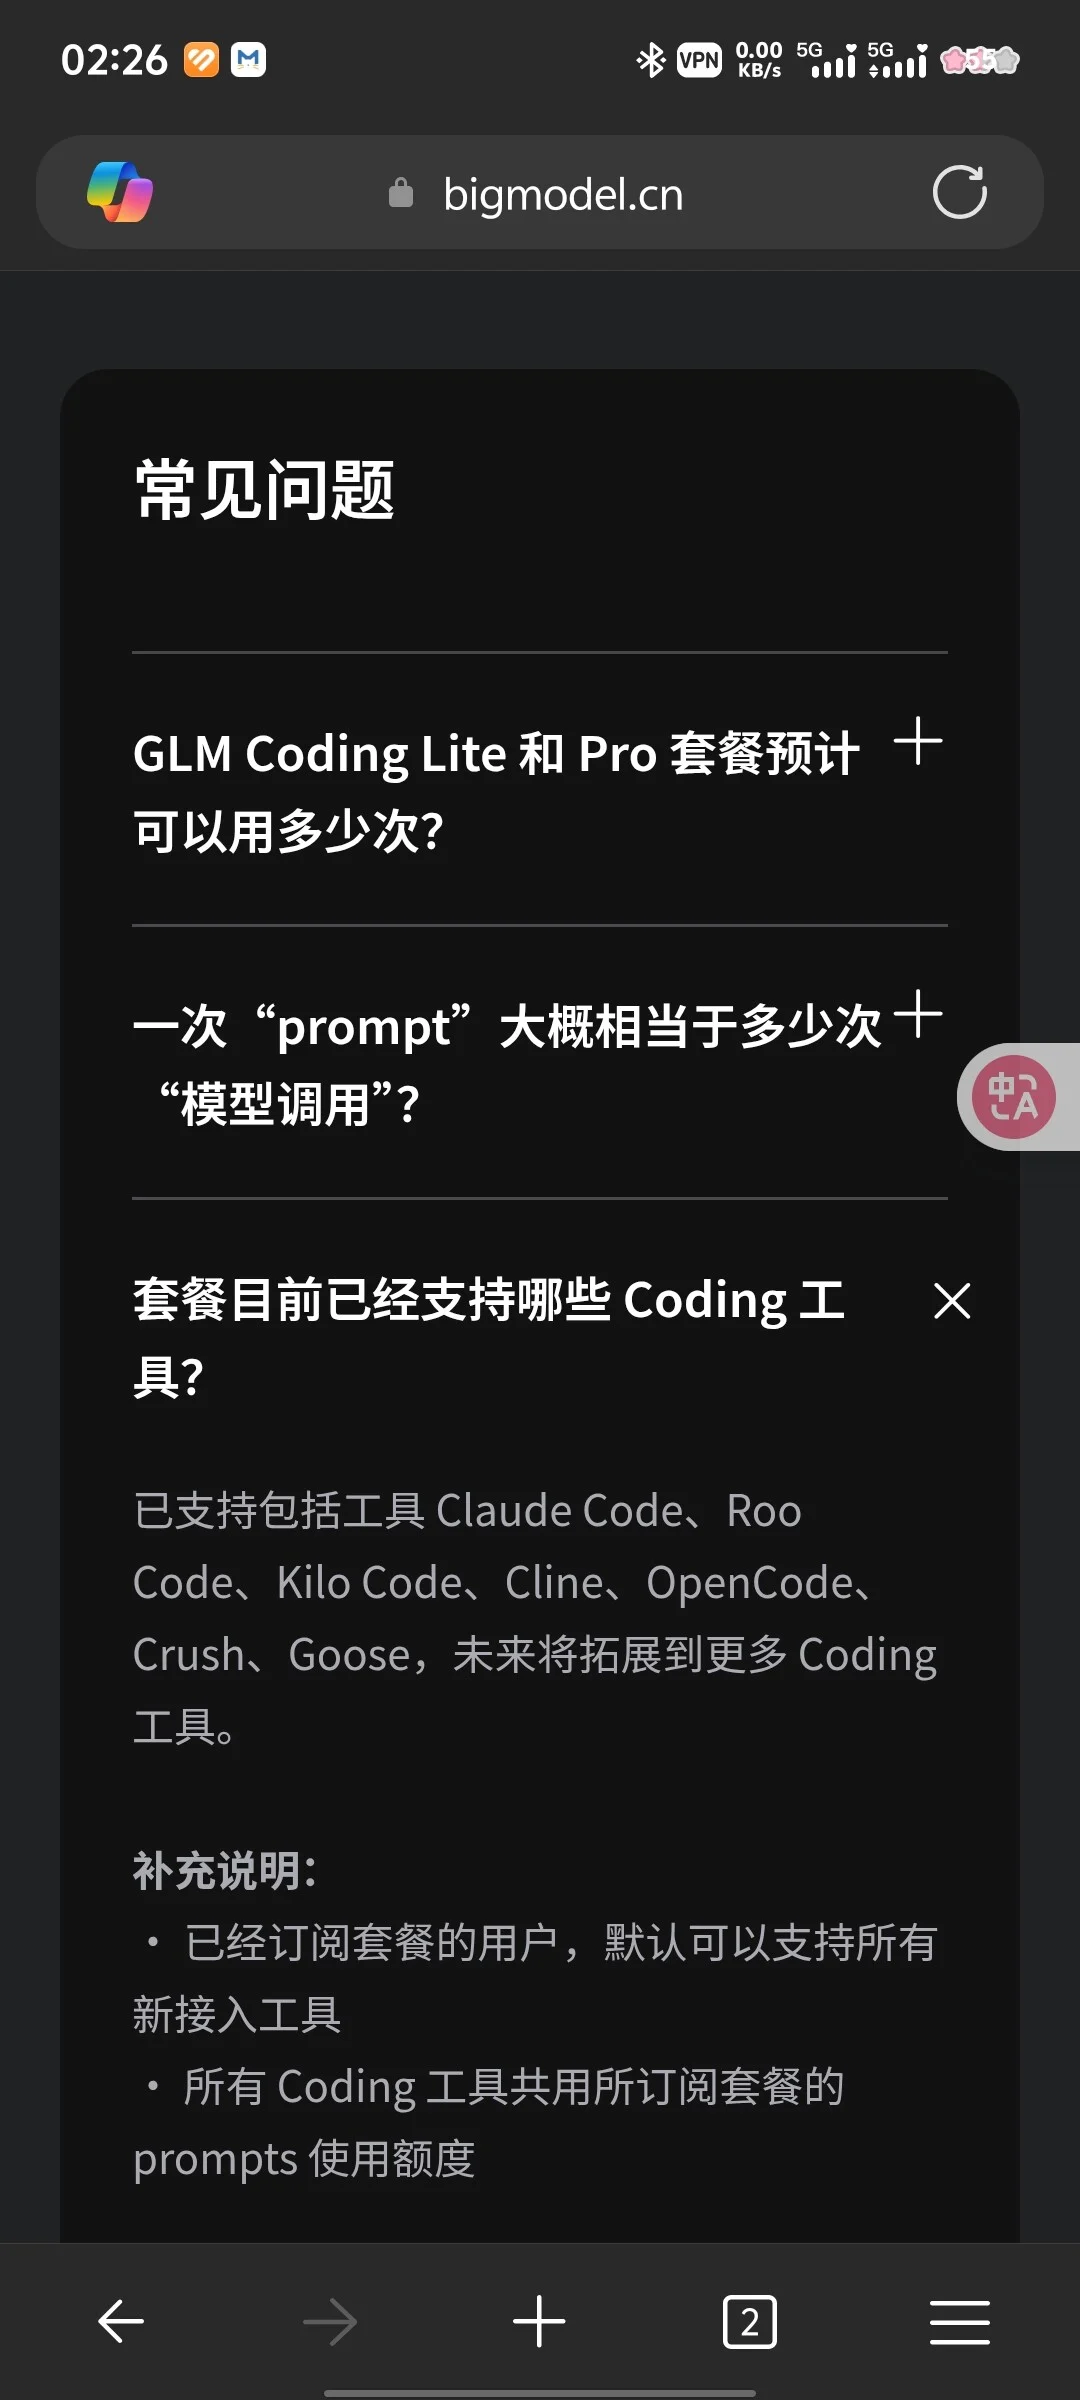 02:26
VPN
0.00
KB/s
5G
5G
55
bigmodel.cn
常见问题
GLM Coding Lite 和 Pro 套餐预计
可以用多少次?
一次“prompt”大概相当于多少次
“模型调用”?
中A
套餐目前已经支持哪些 Coding 工
具?
已支持包括工具 Claude Code、Roo
Code、Kilo Code、Cline、OpenCode、
Crush、Goose，未来将拓展到更多 Coding
工具。
补充说明：
· 已经订阅套餐的用户，默认可以支持所有
新接入工具
· 所有 Coding 工具共用所订阅套餐的
prompts 使用额度
2